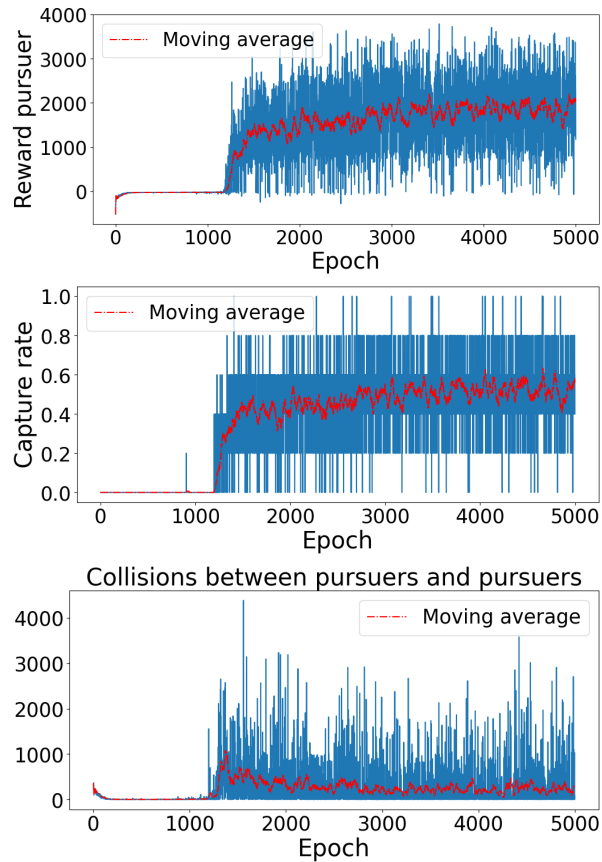 4000
3000
2000
1000
0
Reward pursuer
Moving average
0 1000 2000 3000 4000 5000
Epoch
1.0
0.8
0.6
0.4
0.2
0.0
Capture rate
Moving average
0 1000 2000 3000 4000 5000
Epoch
Collisions between pursuers and pursuers
4000
3000
2000
1000
0
Moving average
0 1000 2000 3000 4000 5000
Epoch